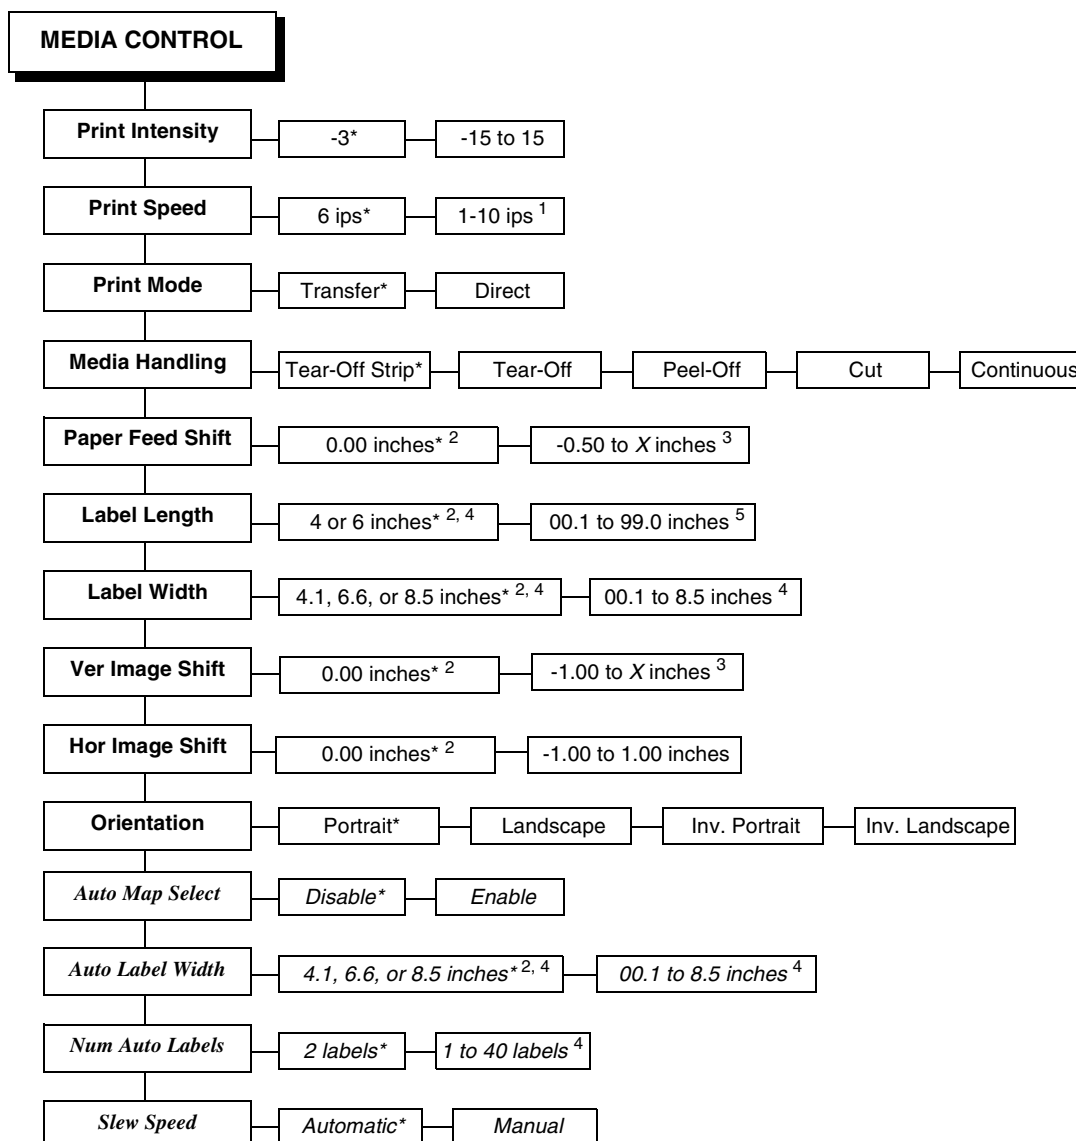 MEDIA CONTROL
Print Intensity -3* -15 to 15
Print Speed 6 ips* 1-10 ips 1
Print Mode Transfer* Direct
Media Handling Tear-Off Strip* Tear-Off Peel-Off Cut Continuous
Paper Feed Shift 0.00 inches* 2 -0.50 to X inches 3
Label Length 4 or 6 inches* 2, 4 00.1 to 99.0 inches 5
Label Width 4.1, 6.6, or 8.5 inches* 2, 4 00.1 to 8.5 inches 4
Ver Image Shift 0.00 inches* 2 -1.00 to X inches 3
Hor Image Shift 0.00 inches* 2 -1.00 to 1.00 inches
Orientation Portrait* Landscape Inv. Portrait Inv. Landscape
Auto Map Select Disable* Enable
Auto Label Width 4.1, 6.6, or 8.5 inches* 2, 4 00.1 to 8.5 inches 4
Num Auto Labels 2 labels* 1 to 40 labels 4
Slew Speed Automatic* Manual